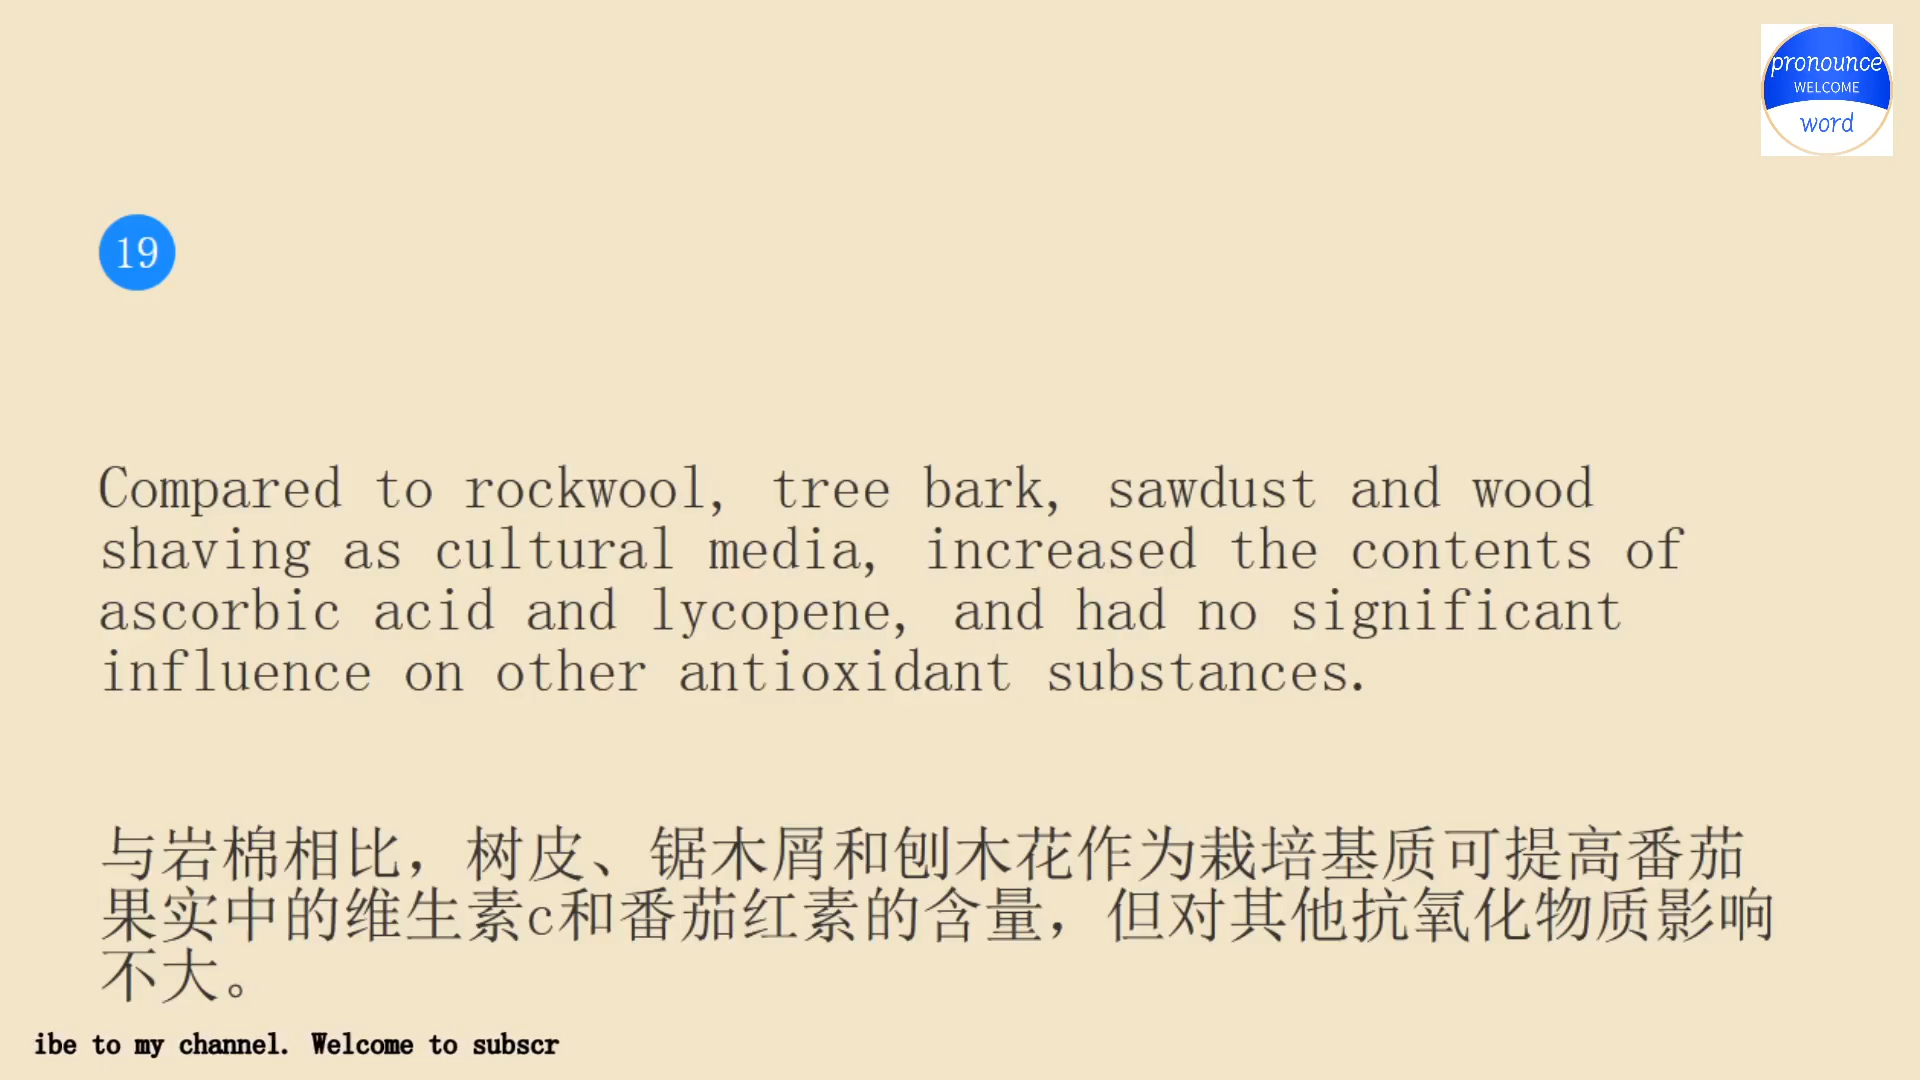 pronounce
WELCOME
word
19
Compared to rockwool, tree bark, sawdust and wood
shaving as cultural media, increased the contents of
ascorbic acid and lycopene, and had no significant
influence on other antioxidant substances.
与岩棉相比，树皮、锯木屑和刨木花作为栽培基质可提高番茄
果实中的维生素c和番茄红素的含量，但对其他抗氧化物质影响
不大。
ibe to my channel. Welcome to subscr